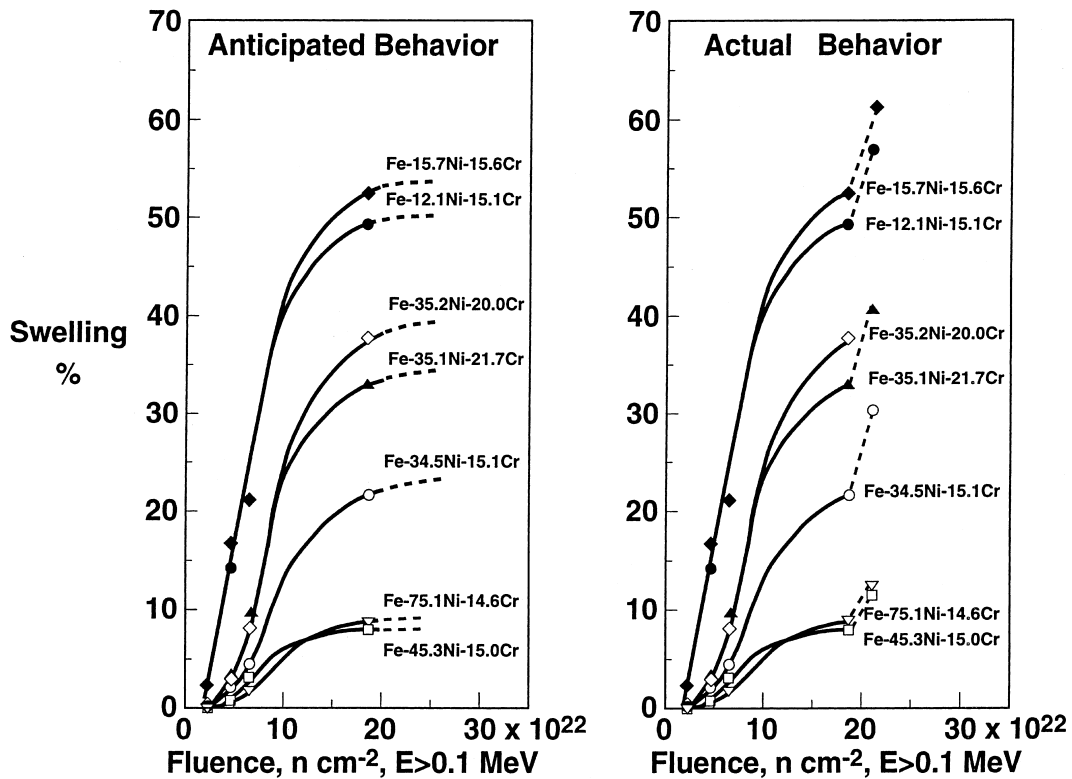 70
Anticipated Behavior
60
Fe-15.7Ni-15.6Cr
Fe-12.1Ni-15.1Cr
50
40
Fe-35.2Ni-20.0Cr
Swelling
%
Fe-35.1Ni-21.7Cr
30
Fe-34.5Ni-15.1Cr
20
10
Fe-75.1Ni-14.6Cr
Fe-45.3Ni-15.0Cr
0
0 10 20 30 x 10²²
Fluence, n cm⁻², E>0.1 MeV
70
Actual Behavior
60
50
Fe-15.7Ni-15.6Cr
Fe-12.1Ni-15.1Cr
40
Fe-35.2Ni-20.0Cr
Fe-35.1Ni-21.7Cr
30
Fe-34.5Ni-15.1Cr
20
10
Fe-75.1Ni-14.6Cr
Fe-45.3Ni-15.0Cr
0
0 10 20 30 x 10²²
Fluence, n cm⁻², E>0.1 MeV